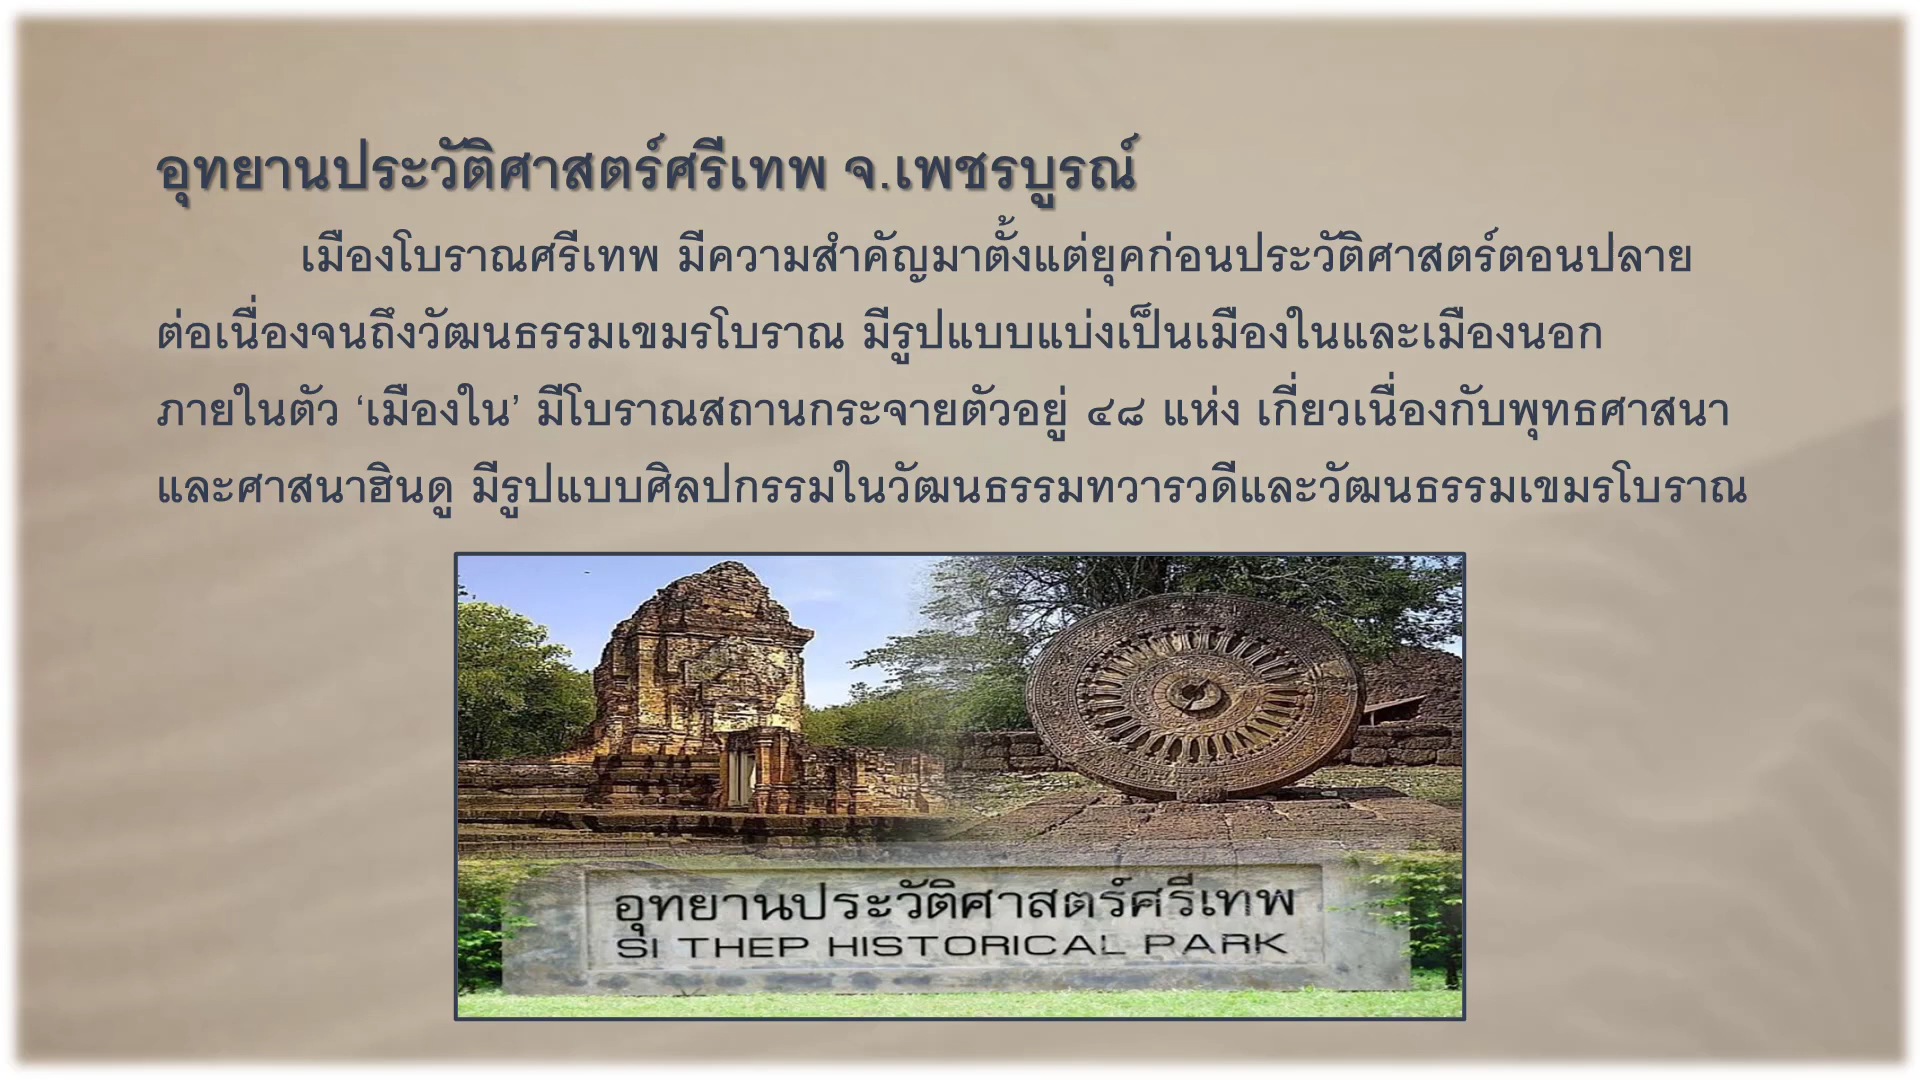 อุทยานประวัติศาสตร์ศรีเทพ จ.เพชรบูรณ์
เมืองโบราณศรีเทพ มีความสำคัญมาตั้งแต่ยุคก่อนประวัติศาสตร์ตอนปลาย
ต่อเนื่องจนถึงวัฒนธรรมเขมรโบราณ มีรูปแบบแบ่งเป็นเมืองในและเมืองนอก
ภายในตัว ‘เมืองใน’ มีโบราณสถานกระจายตัวอยู่ ๔๘ แห่ง เกี่ยวเนื่องกับพุทธศาสนา
และศาสนาฮินดู มีรูปแบบศิลปกรรมในวัฒนธรรมทวารวดีและวัฒนธรรมเขมรโบราณ
อุทยานประวัติศาสตร์ศรีเทพ
SI THEP HISTORICAL PARK